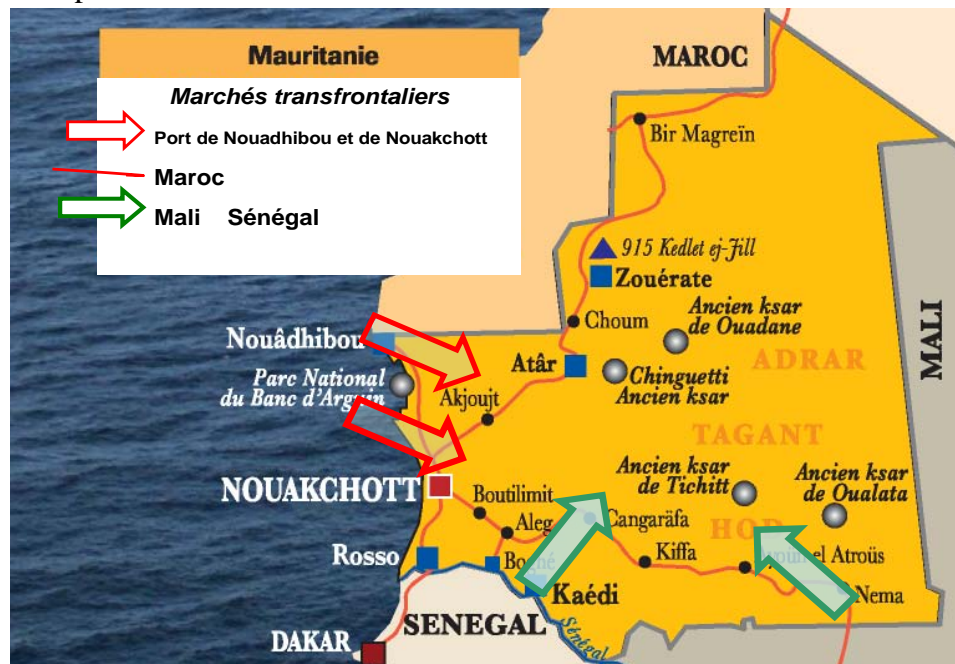 Mauritanie
Marchés transfrontaliers
Port de Nouadhibou et de Nouakchott
Maroc
Mali Sénégal
MAROC
Bir Magreïn
915 Kedlet ej-Jill
Zouérate
Choum
Ancien ksar
de Ouadane
MALI
Nouâdhibou
Atâr
ADRAR
Parc National
du Banc d'Arguin
Chinguetti
Ancien ksar
Akjoujt
TAGANT
Ancien ksar
de Tichitt
Ancien ksar
de Oualata
NOUAKCHOTT
Boutilimit
Aleg
Cangaräfa
Kiffa
el Atroüs
Rosso
Kaédi
Nema
SENEGAL
Sénégal
DAKAR